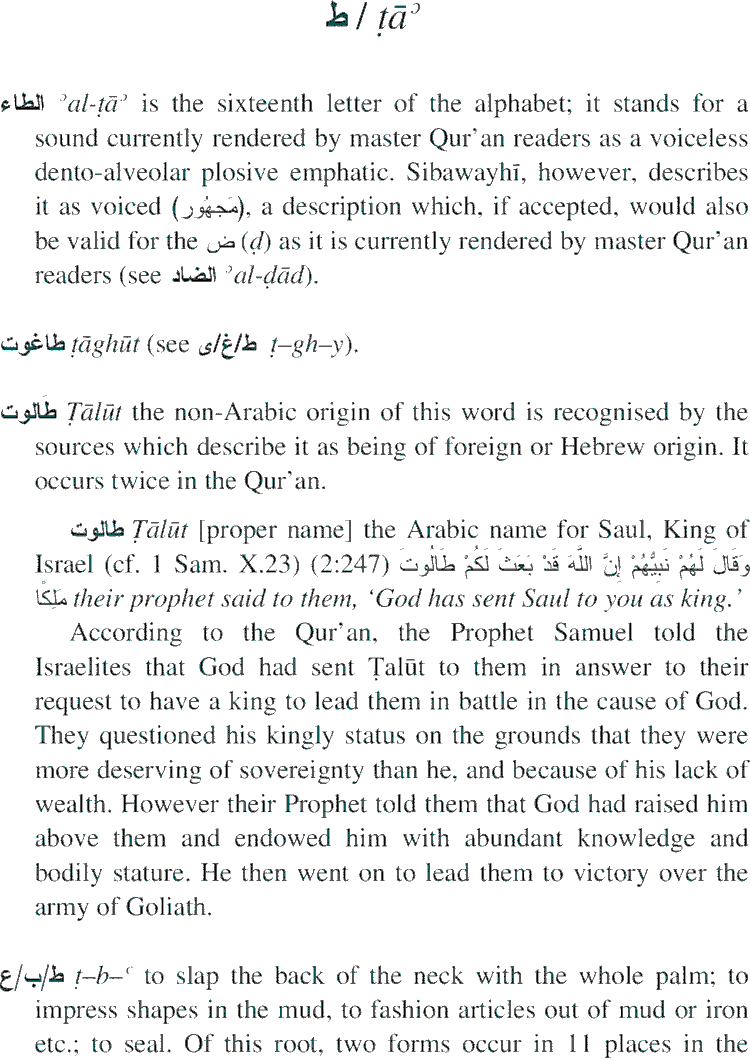 ط / ṭāʾ
الطاء ʾal-ṭāʾ is the sixteenth letter of the alphabet; it stands for a
sound currently rendered by master Qur'an readers as a voiceless
dento-alveolar plosive emphatic. Sibawayhī, however, describes
it as voiced (مَجهُور), a description which, if accepted, would also
be valid for the ض (ḍ) as it is currently rendered by master Qur'an
readers (see الضاد ʾal-ḍād).
طاغوت ṭāghūt (see ط/غ/ى ṭ–gh–y).
طَالوت Ṭālūt the non-Arabic origin of this word is recognised by the
sources which describe it as being of foreign or Hebrew origin. It
occurs twice in the Qur'an.
طالوت Ṭālūt [proper name] the Arabic name for Saul, King of
Israel (cf. 1 Sam. X.23) (2:247) وَقَالَ لَهُمْ نَبِيُّهُمْ إِنَّ اللَّهَ قَدْ بَعَثَ لَكُمْ طَالُوتَ
مَلِكًا their prophet said to them, ‘God has sent Saul to you as king.’
According to the Qur'an, the Prophet Samuel told the
Israelites that God had sent Ṭalūt to them in answer to their
request to have a king to lead them in battle in the cause of God.
They questioned his kingly status on the grounds that they were
more deserving of sovereignty than he, and because of his lack of
wealth. However their Prophet told them that God had raised him
above them and endowed him with abundant knowledge and
bodily stature. He then went on to lead them to victory over the
army of Goliath.
ط/ب/ع ṭ–b–ʿ to slap the back of the neck with the whole palm; to
impress shapes in the mud, to fashion articles out of mud or iron
etc.; to seal. Of this root, two forms occur in 11 places in the